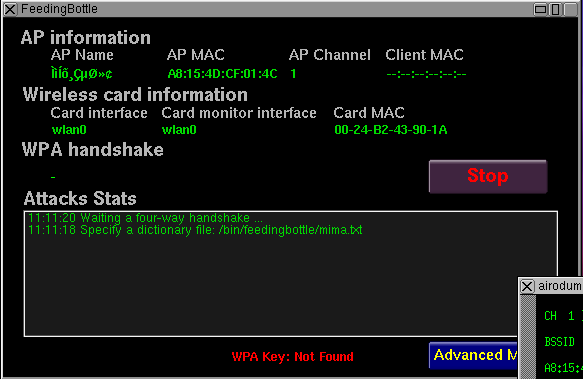 FeedingBottle
AP information
AP Name AP MAC AP Channel Client MAC
A8:15:4D:CF:01:4C 1 --:--:--:--:--:--
Wireless card information
Card interface Card monitor interface Card MAC
wlan0 wlan0 00-24-B2-43-90-1A
WPA handshake
-
Stop
Attacks Stats
11:11:20 Waiting a four-way handshake ...
11:11:18 Specify a dictionary file: /bin/feedingbottle/mima.txt
airodum
CH 1
BSSID
WPA Key: Not Found
Advanced M
A8:15: